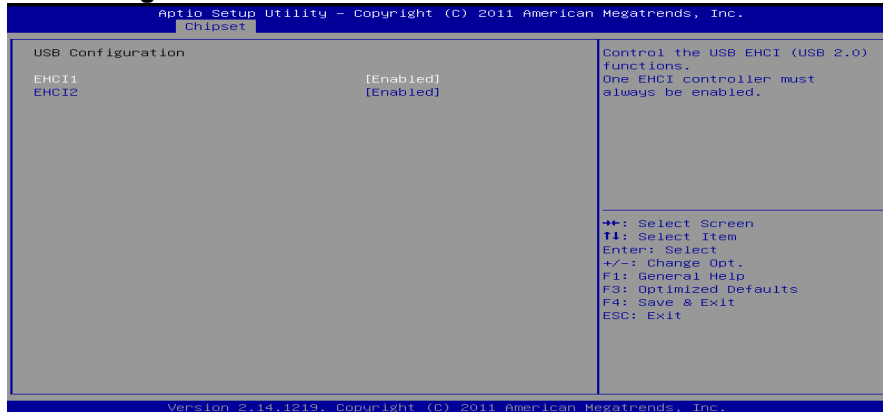 Aptio Setup Utility – Copyright (C) 2011 American Megatrends, Inc.
Chipset
USB Configuration
EHCI1 [Enabled]
EHCI2 [Enabled]
Control the USB EHCI (USB 2.0)
functions.
One EHCI controller must
always be enabled.
→←: Select Screen
↑↓: Select Item
Enter: Select
+/-: Change Opt.
F1: General Help
F3: Optimized Defaults
F4: Save & Exit
ESC: Exit
Version 2.14.1219. Copyright (C) 2011 American Megatrends, Inc.